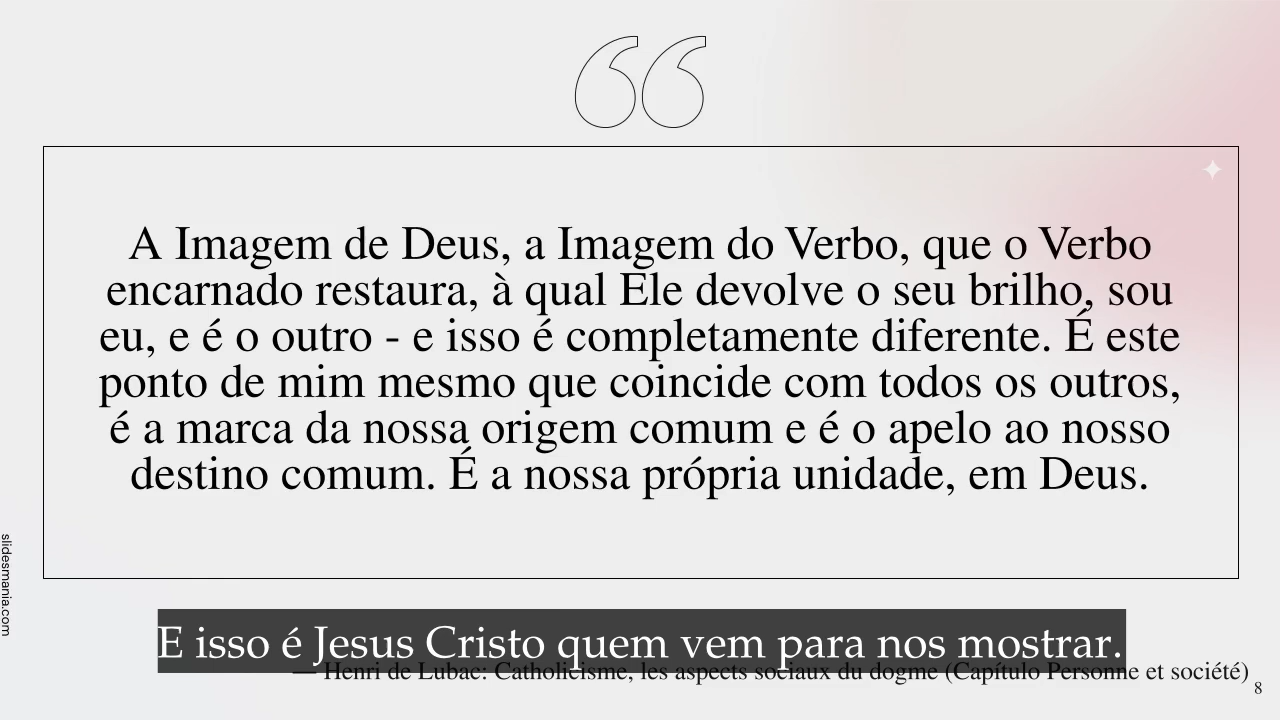 “
A Imagem de Deus, a Imagem do Verbo, que o Verbo
encarnado restaura, à qual Ele devolve o seu brilho, sou
eu, e é o outro - e isso é completamente diferente. É este
ponto de mim mesmo que coincide com todos os outros,
é a marca da nossa origem comum e é o apelo ao nosso
destino comum. É a nossa própria unidade, em Deus.
slidesmania.com
E isso é Jesus Cristo quem vem para nos mostrar.
— Henri de Lubac: Catholicisme, les aspects sociaux du dogme (Capítulo Personne et société)
8